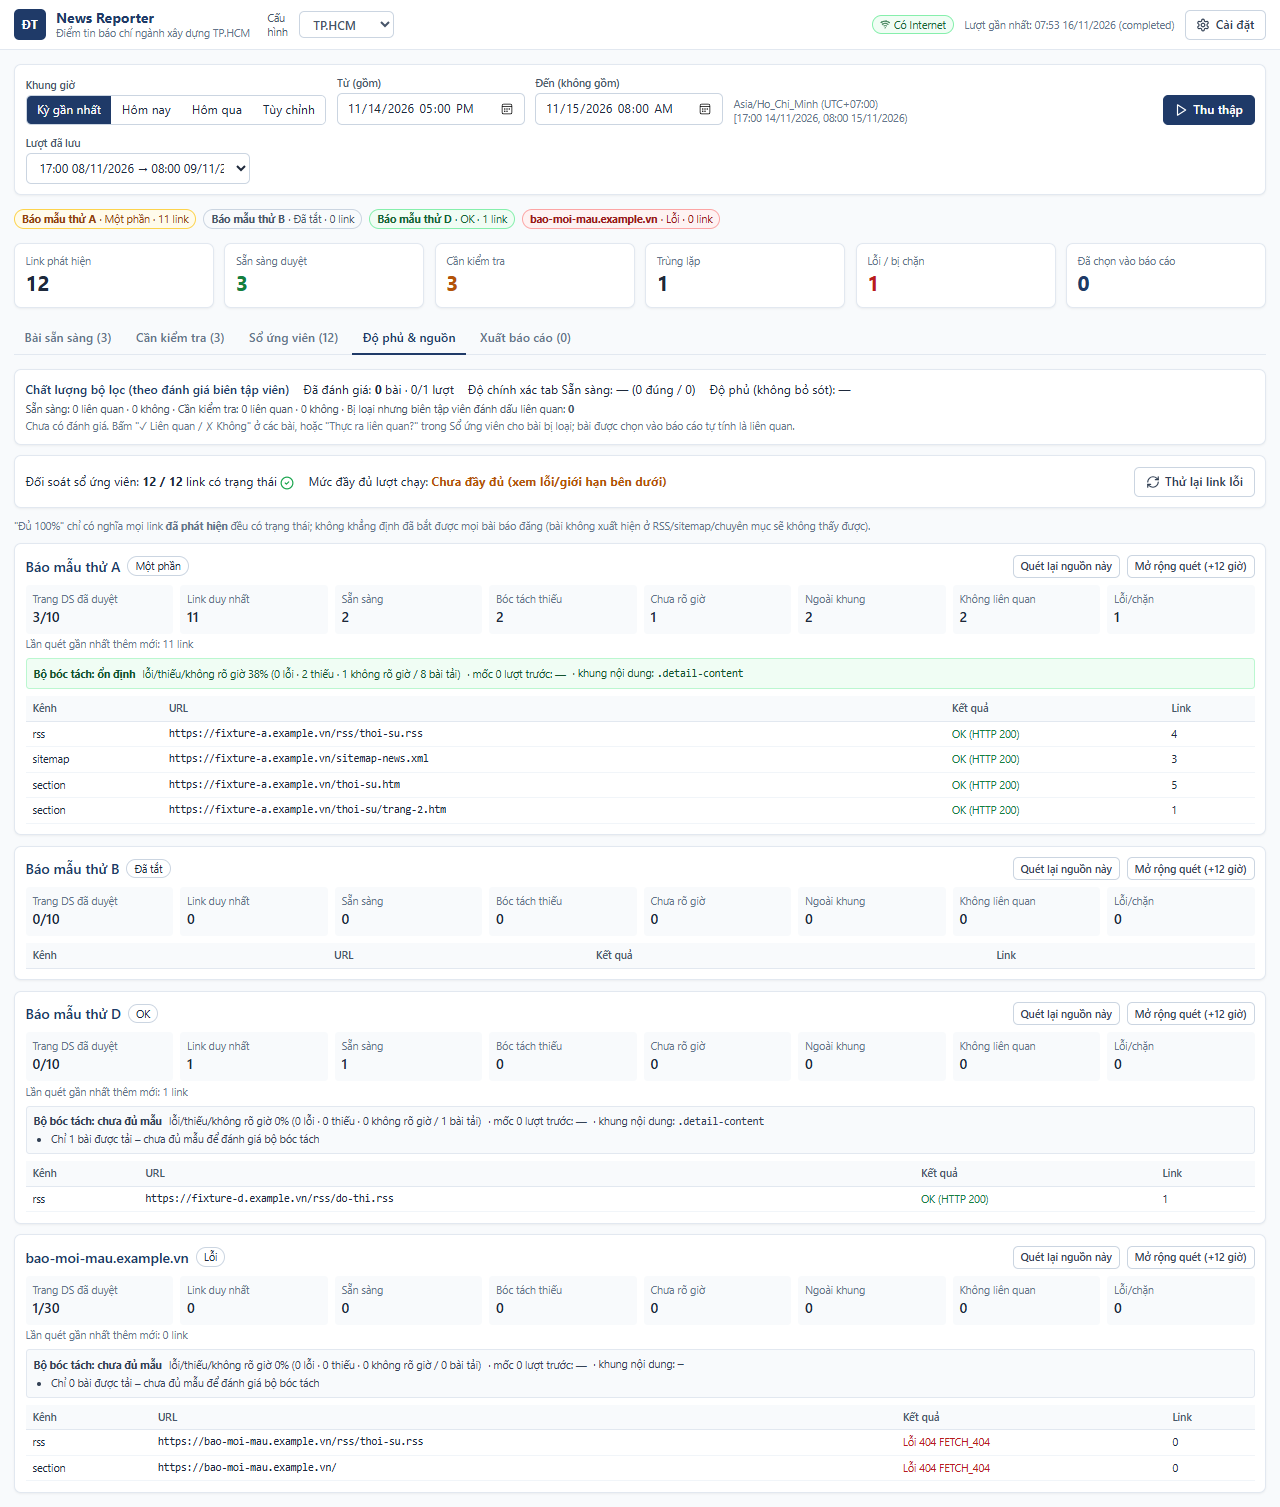 ĐT
News Reporter
Điểm tin báo chí ngành xây dựng TP.HCM
Cấu hình
TP.HCM
Có Internet
Lượt gần nhất: 07:53 16/11/2026 (completed)
Cài đặt
Khung giờ
Kỳ gần nhất
Hôm nay
Hôm qua
Tùy chỉnh
Từ (gồm)
11/14/2026 05:00 PM
Đến (không gồm)
11/15/2026 08:00 AM
Asia/Ho_Chi_Minh (UTC+07:00)
[17:00 14/11/2026, 08:00 15/11/2026)
Thu thập
Lượt đã lưu
17:00 08/11/2026 → 08:00 09/11/2
Báo mẫu thử A · Một phần · 11 link
Báo mẫu thử B · Đã tắt · 0 link
Báo mẫu thử D · OK · 1 link
bao-moi-mau.example.vn · Lỗi · 0 link
Link phát hiện
12
Sẵn sàng duyệt
3
Cần kiểm tra
3
Trùng lặp
1
Lỗi / bị chặn
1
Đã chọn vào báo cáo
0
Bài sẵn sàng (3)
Cần kiểm tra (3)
Sổ ứng viên (12)
Độ phủ & nguồn
Xuất báo cáo (0)
Chất lượng bộ lọc (theo đánh giá biên tập viên) Đã đánh giá: 0 bài · 0/1 lượt Độ chính xác tab Sẵn sàng: — (0 đúng / 0) Độ phủ (không bỏ sót): —
Sẵn sàng: 0 liên quan · 0 không · Cần kiểm tra: 0 liên quan · 0 không · Bị loại nhưng biên tập viên đánh dấu liên quan: 0
Chưa có đánh giá. Bấm "✓ Liên quan / ✗ Không" ở các bài, hoặc "Thực ra liên quan?" trong Sổ ứng viên cho bài bị loại; bài được chọn vào báo cáo tự tính là liên quan.
Đối soát sổ ứng viên: 12 / 12 link có trạng thái
Mức đầy đủ lượt chạy: Chưa đầy đủ (xem lỗi/giới hạn bên dưới)
Thử lại link lỗi
"Đủ 100%" chỉ có nghĩa mọi link đã phát hiện đều có trạng thái; không khẳng định đã bắt được mọi bài báo đăng (bài không xuất hiện ở RSS/sitemap/chuyên mục sẽ không thấy được).
Báo mẫu thử A
Một phần
Quét lại nguồn này
Mở rộng quét (+12 giờ)
Trang DS đã duyệt
3/10
Link duy nhất
11
Sẵn sàng
2
Bóc tách thiếu
2
Chưa rõ giờ
1
Ngoài khung
2
Không liên quan
2
Lỗi/chặn
1
Lần quét gần nhất thêm mới: 11 link
Bộ bóc tách: ổn định lỗi/thiếu/không rõ giờ 38% (0 lỗi · 2 thiếu · 1 không rõ giờ / 8 bài tải) · mốc 0 lượt trước: — · khung nội dung: .detail-content
Kênh URL Kết quả Link
rss https://fixture-a.example.vn/rss/thoi-su.rss OK (HTTP 200) 4
sitemap https://fixture-a.example.vn/sitemap-news.xml OK (HTTP 200) 3
section https://fixture-a.example.vn/thoi-su.htm OK (HTTP 200) 5
section https://fixture-a.example.vn/thoi-su/trang-2.htm OK (HTTP 200) 1
Báo mẫu thử B
Đã tắt
Quét lại nguồn này
Mở rộng quét (+12 giờ)
Trang DS đã duyệt
0/10
Link duy nhất
0
Sẵn sàng
0
Bóc tách thiếu
0
Chưa rõ giờ
0
Ngoài khung
0
Không liên quan
0
Lỗi/chặn
0
Kênh URL Kết quả Link
Báo mẫu thử D
OK
Quét lại nguồn này
Mở rộng quét (+12 giờ)
Trang DS đã duyệt
0/10
Link duy nhất
1
Sẵn sàng
1
Bóc tách thiếu
0
Chưa rõ giờ
0
Ngoài khung
0
Không liên quan
0
Lỗi/chặn
0
Lần quét gần nhất thêm mới: 1 link
Bộ bóc tách: chưa đủ mẫu lỗi/thiếu/không rõ giờ 0% (0 lỗi · 0 thiếu · 0 không rõ giờ / 1 bài tải) · mốc 0 lượt trước: — · khung nội dung: .detail-content
• Chỉ 1 bài được tải – chưa đủ mẫu để đánh giá bộ bóc tách
Kênh URL Kết quả Link
rss https://fixture-d.example.vn/rss/do-thi.rss OK (HTTP 200) 1
bao-moi-mau.example.vn
Lỗi
Quét lại nguồn này
Mở rộng quét (+12 giờ)
Trang DS đã duyệt
1/30
Link duy nhất
0
Sẵn sàng
0
Bóc tách thiếu
0
Chưa rõ giờ
0
Ngoài khung
0
Không liên quan
0
Lỗi/chặn
0
Lần quét gần nhất thêm mới: 0 link
Bộ bóc tách: chưa đủ mẫu lỗi/thiếu/không rõ giờ 0% (0 lỗi · 0 thiếu · 0 không rõ giờ / 0 bài tải) · mốc 0 lượt trước: — · khung nội dung: —
• Chỉ 0 bài được tải – chưa đủ mẫu để đánh giá bộ bóc tách
Kênh URL Kết quả Link
rss https://bao-moi-mau.example.vn/rss/thoi-su.rss Lỗi 404 FETCH_404 0
section https://bao-moi-mau.example.vn/ Lỗi 404 FETCH_404 0